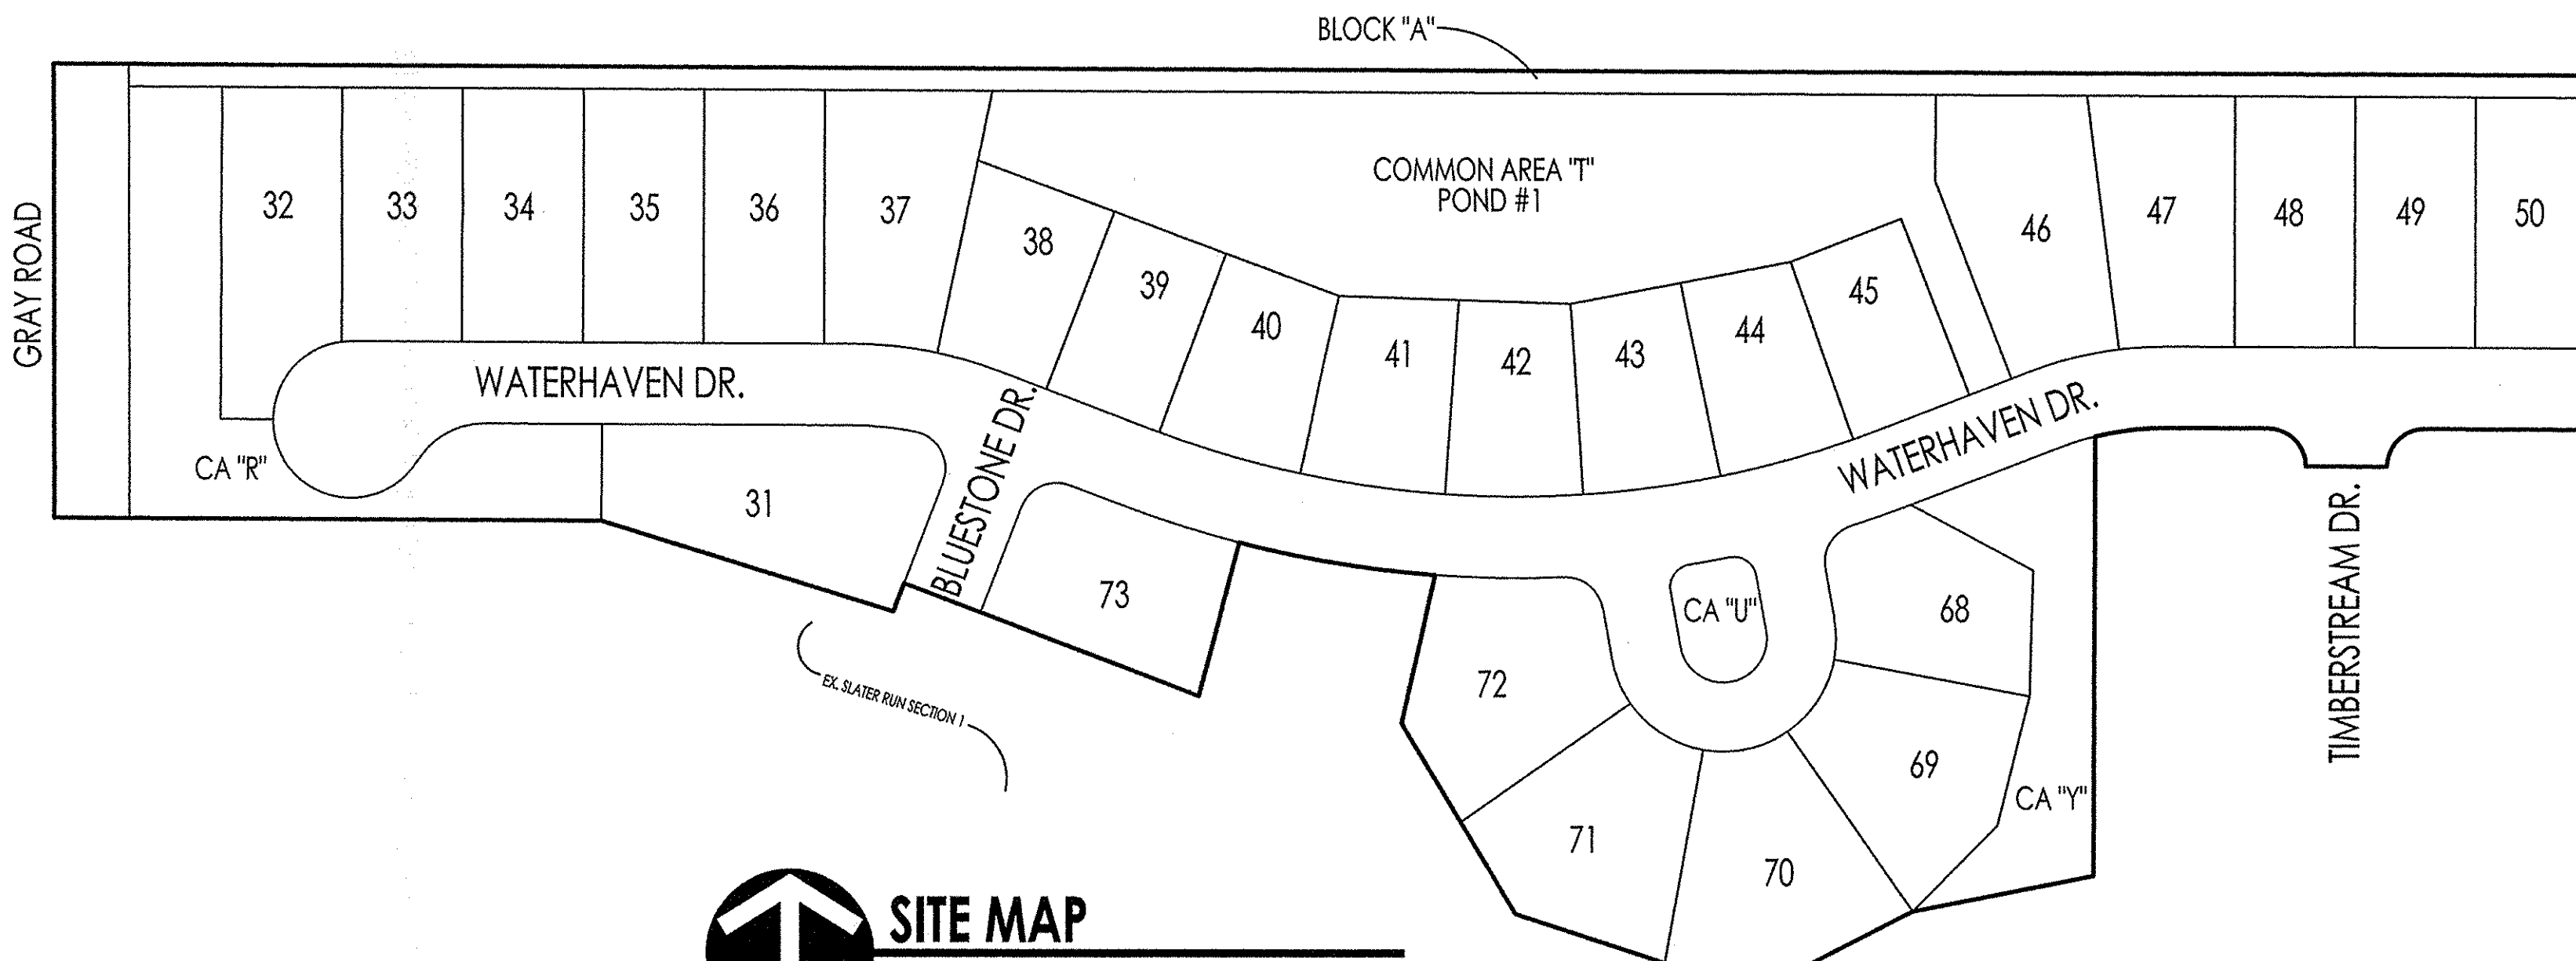 BLOCK "A"
GRAY ROAD
32
33
34
35
36
37
38
39
40
41
42
43
44
45
46
47
48
49
50
COMMON AREA "T"
POND #1
WATERHAVEN DR.
BLUESTONE DR.
WATERHAVEN DR.
CA "R"
31
73
CA "U"
68
72
69
71
70
CA "Y"
TIMBERSTREAM DR.
EX. SLATER RUN SECTION 1
SITE MAP